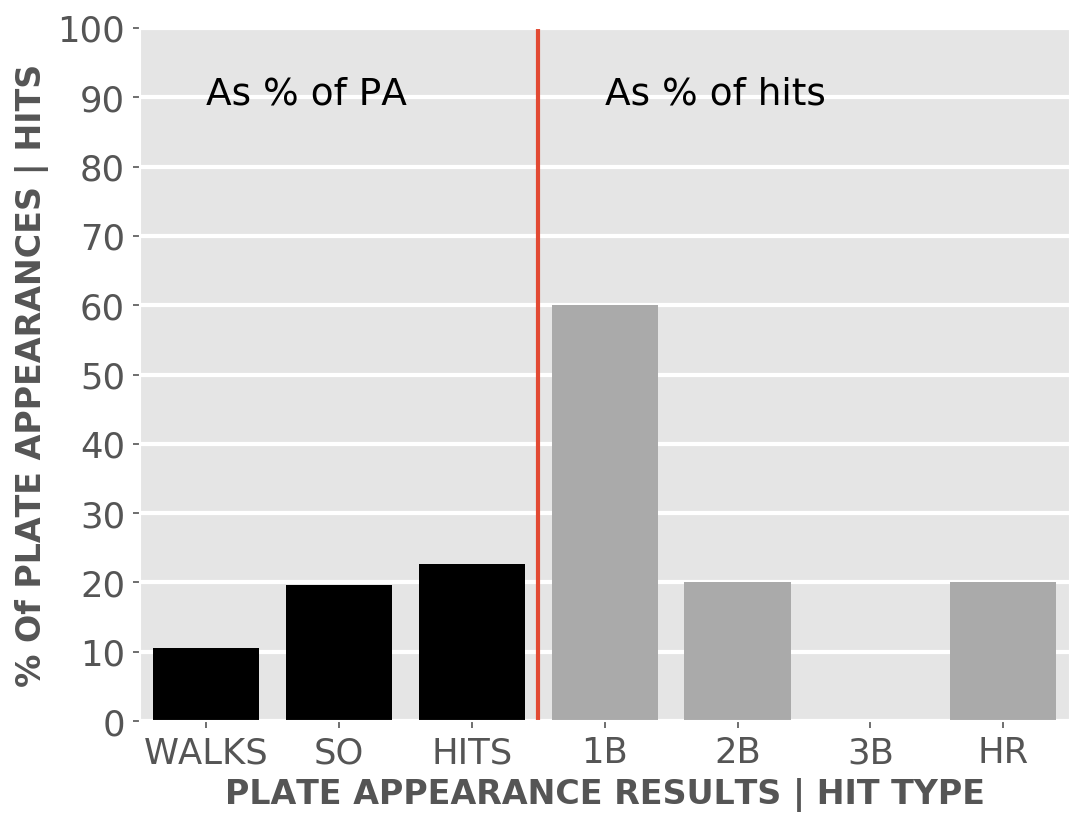 % Of PLATE APPEARANCES | HITS
100
90
80
70
60
50
40
30
20
10
0
As % of PA
As % of hits
WALKS SO HITS 1B 2B 3B HR
PLATE APPEARANCE RESULTS | HIT TYPE